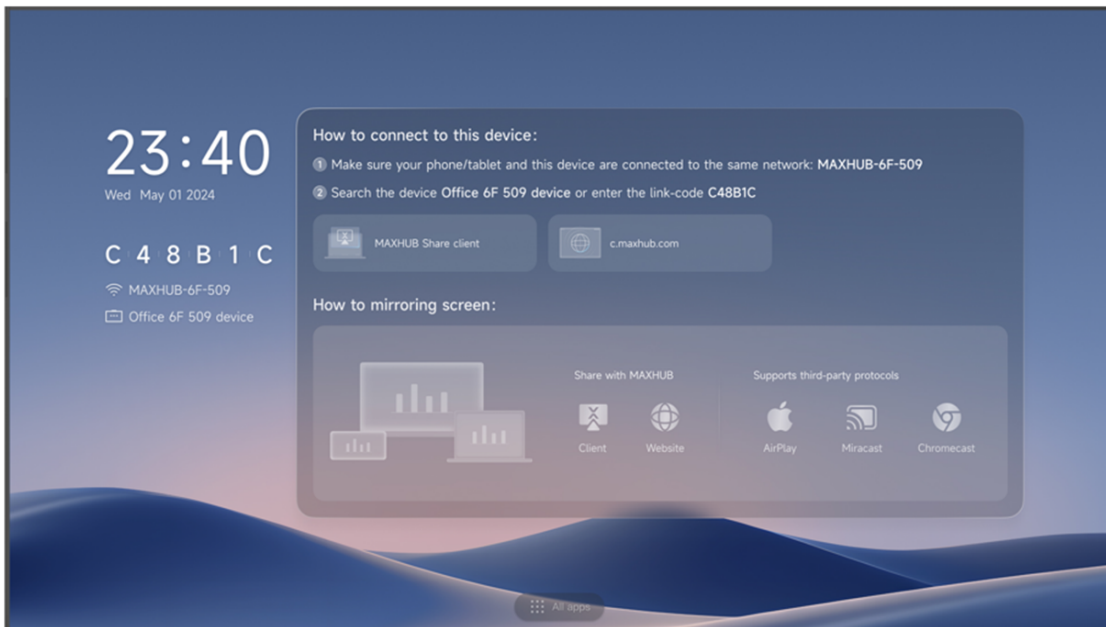 23:40
Wed May 01 2024
C 4 8 B 1 C
MAXHUB-6F-509
Office 6F 509 device
How to connect to this device:
1 Make sure your phone/tablet and this device are connected to the same network: MAXHUB-6F-509
2 Search the device Office 6F 509 device or enter the link-code C48B1C
MAXHUB Share client
c.maxhub.com
How to mirroring screen:
Share with MAXHUB
Client
Website
Supports third-party protocols
AirPlay
Miracast
Chromecast
All apps